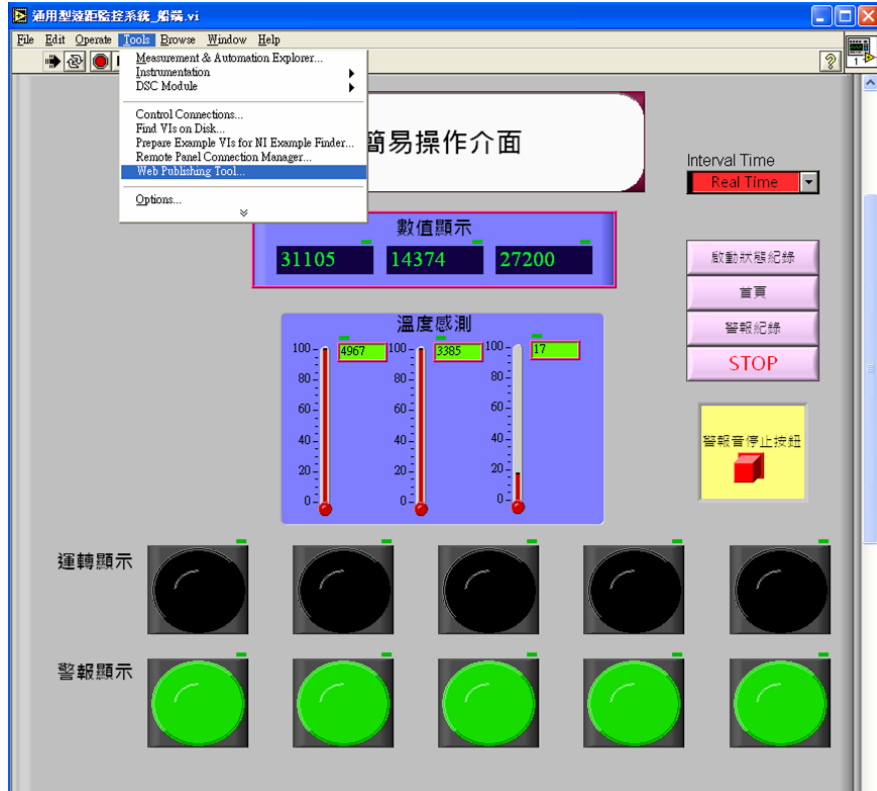 通用型遠距監控系統_船端.vi
File Edit Operate Tools Browse Window Help
Measurement & Automation Explorer...
Instrumentation
DSC Module
Control Connections...
Find VIs on Disk...
Prepare Example VIs for NI Example Finder...
Remote Panel Connection Manager...
Web Publishing Tool...
Options...
?
1
簡易操作介面
Interval Time
Real Time
數值顯示
31105 14374 27200
啟動狀態紀錄
首頁
警報紀錄
STOP
溫度感測
4967 3385 17
100 100 100
80 80 80
60 60 60
40 40 40
20 20 20
0 0 0
警報音停止按鈕
運轉顯示
警報顯示